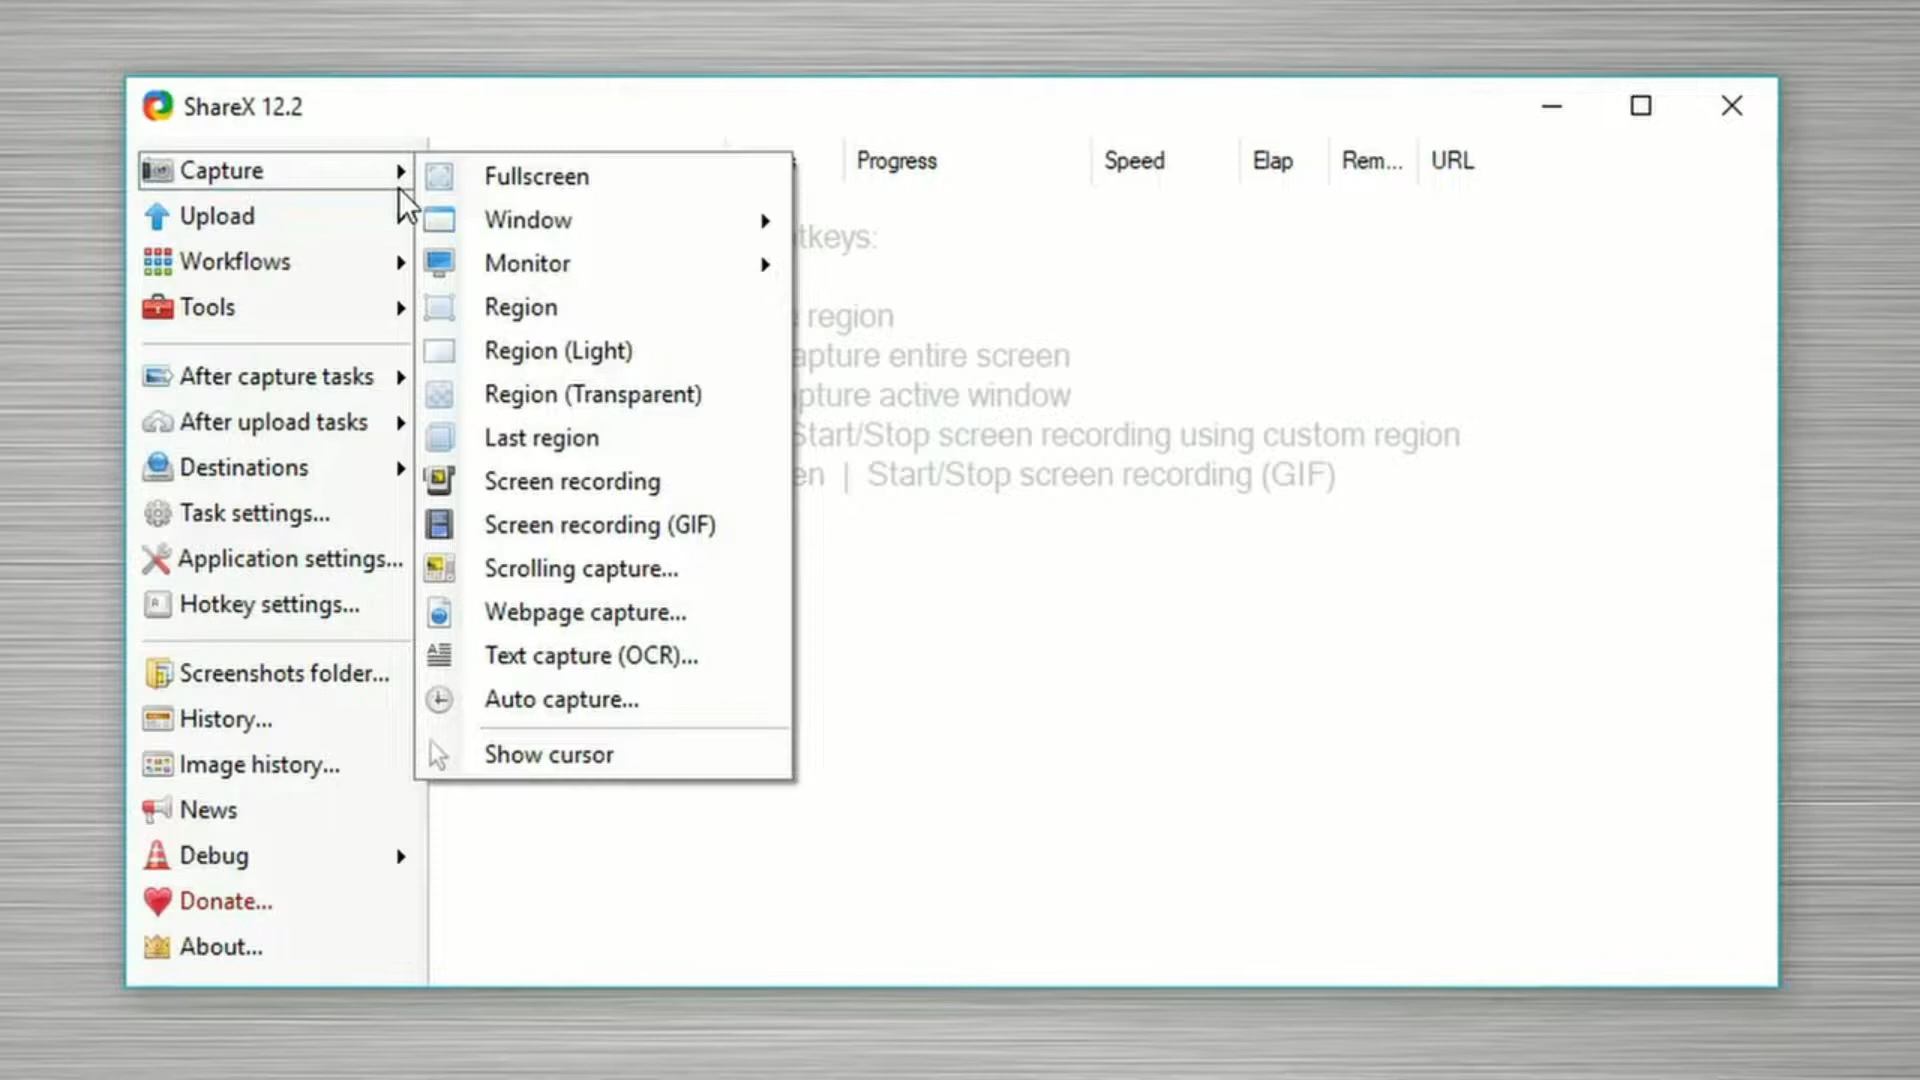 ShareX 12.2
Capture
Upload
Workflows
Tools
After capture tasks
After upload tasks
Destinations
Task settings...
Application settings...
Hotkey settings...
Screenshots folder...
History...
Image history...
News
Debug
Donate...
About...
Fullscreen
Window
Monitor
Region
Region (Light)
Region (Transparent)
Last region
Screen recording
Screen recording (GIF)
Scrolling capture...
Webpage capture...
Text capture (OCR)...
Auto capture...
Show cursor
Progress Speed Elap Rem... URL
tkeys:
region
apture entire screen
pture active window
Start/Stop screen recording using custom region
en | Start/Stop screen recording (GIF)